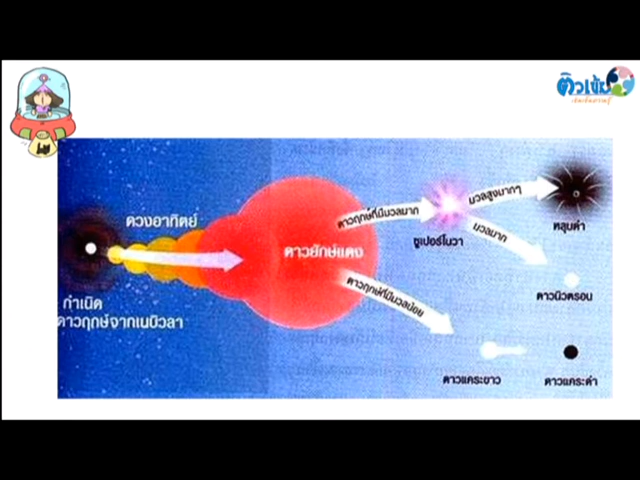 ติวเข้ม
ดวงอาทิตย์
กำเนิด
ดาวฤกษ์จากเนบิวลา
ดาวยักษ์แดง
ดาวฤกษ์ที่มีมวลมาก
ซูเปอร์โนวา
มวลสูงมากๆ
หลุมดำ
มวลมาก
ดาวนิวตรอน
ดาวฤกษ์ที่มีมวลน้อย
ดาวแคระขาว
ดาวแคระดำ